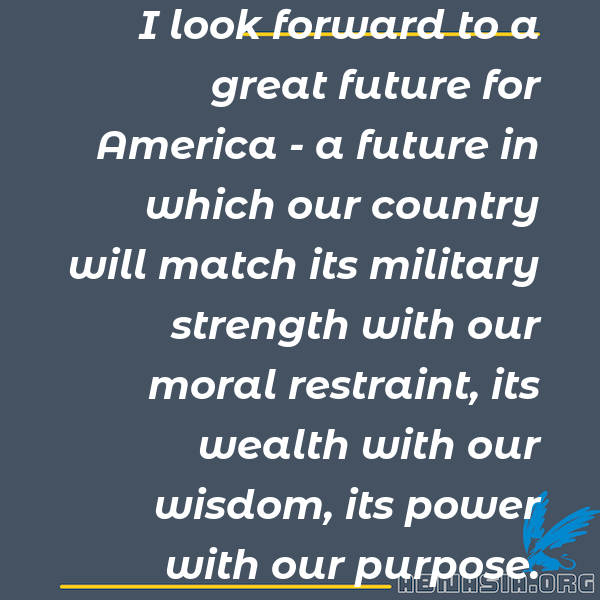 I look forward to a
great future for
America - a future in
which our country
will match its military
strength with our
moral restraint, its
wealth with our
wisdom, its power
with our purpose.
AENHASIA.ORG